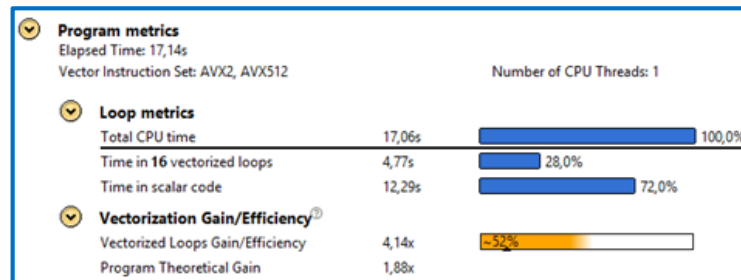 Program metrics
Elapsed Time: 17,14s
Vector Instruction Set: AVX2, AVX512 Number of CPU Threads: 1
Loop metrics
Total CPU time 17,06s 100,0%
Time in 16 vectorized loops 4,77s 28,0%
Time in scalar code 12,29s 72,0%
Vectorization Gain/Efficiency?
Vectorized Loops Gain/Efficiency 4,14x ~52%
Program Theoretical Gain 1,88x